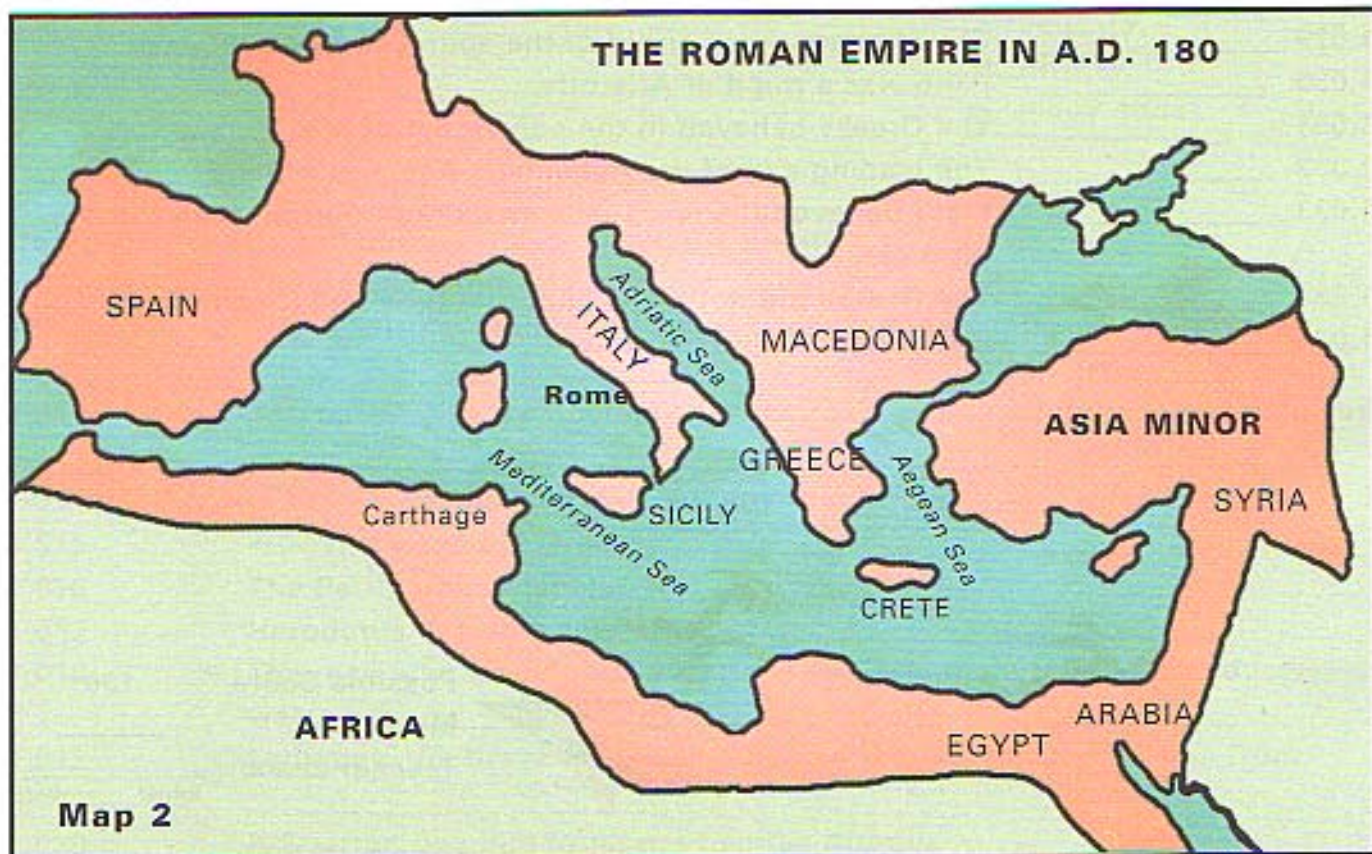 THE ROMAN EMPIRE IN A.D. 180
SPAIN
ITALY
Adriatic Sea
MACEDONIA
Rome
ASIA MINOR
GREECE
Aegean Sea
Mediterranean Sea
SYRIA
Carthage
SICILY
CRETE
AFRICA
ARABIA
EGYPT
Map 2